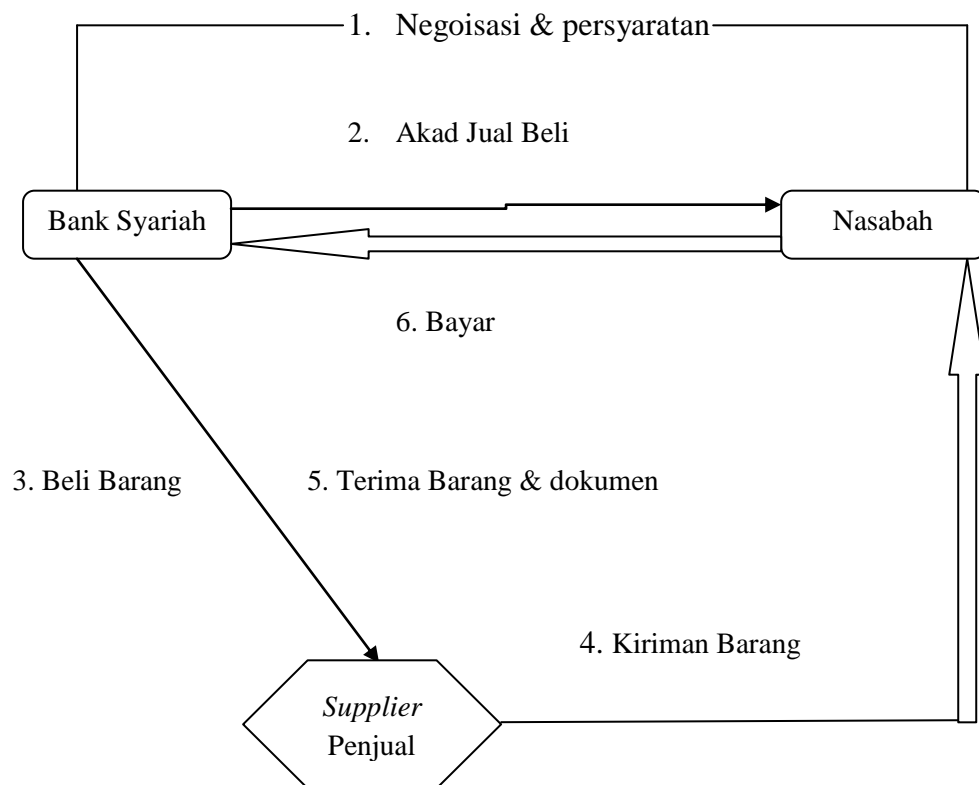 1. Negoisasi & persyaratan
2. Akad Jual Beli
Bank Syariah
Nasabah
6. Bayar
3. Beli Barang
5. Terima Barang & dokumen
4. Kiriman Barang
Supplier
Penjual